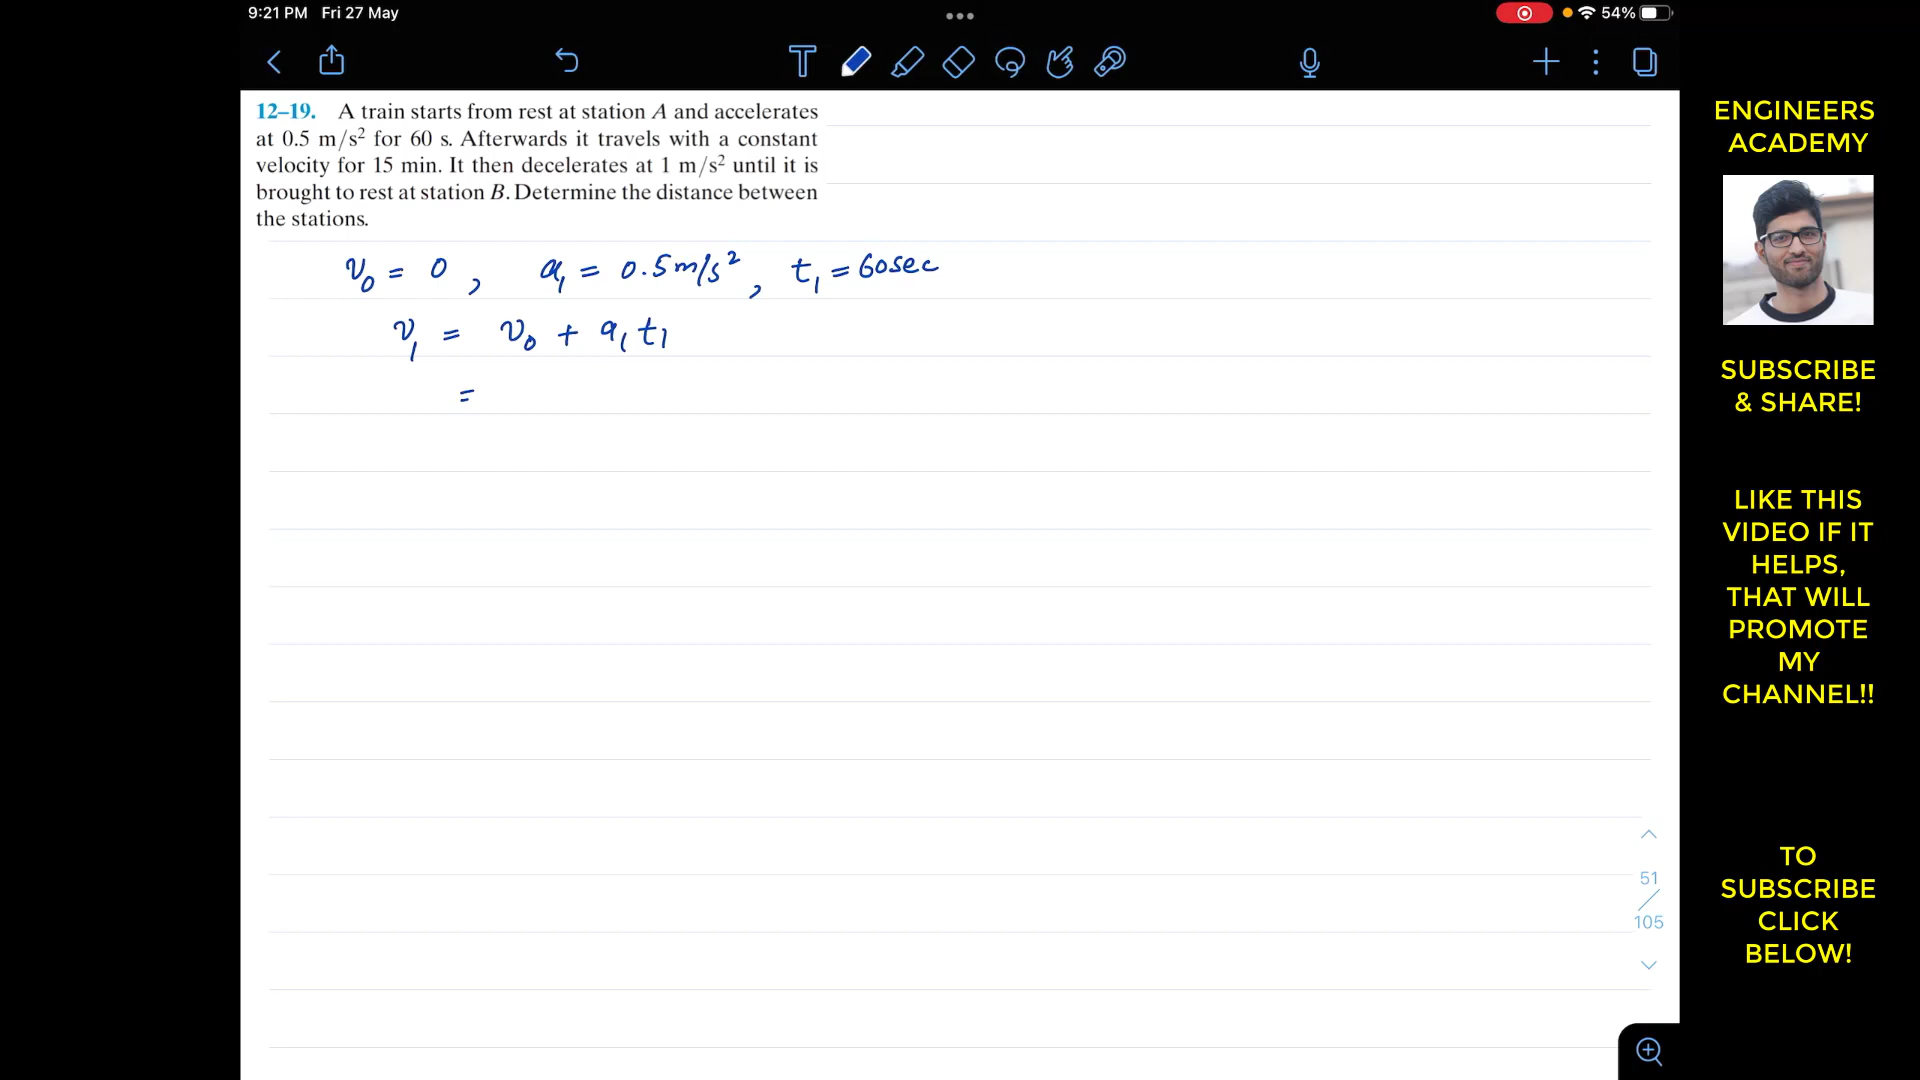 9:21 PM Fri 27 May
54%
12–19. A train starts from rest at station A and accelerates
at 0.5 m/s² for 60 s. Afterwards it travels with a constant
velocity for 15 min. It then decelerates at 1 m/s² until it is
brought to rest at station B. Determine the distance between
the stations.
v₀ = 0 , a₁ = 0.5 m/s² , t₁ = 60 sec
v₁ = v₀ + a₁ t₁
=
51
/
105
ENGINEERS
ACADEMY
SUBSCRIBE
& SHARE!
LIKE THIS
VIDEO IF IT
HELPS,
THAT WILL
PROMOTE
MY
CHANNEL!!
TO
SUBSCRIBE
CLICK
BELOW!